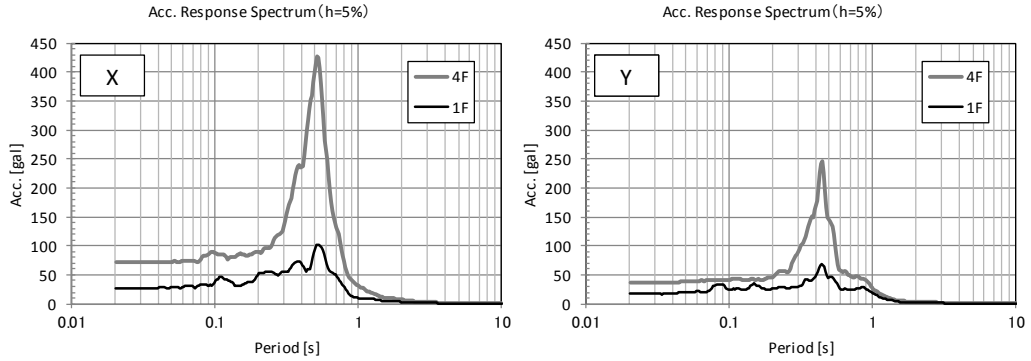 Acc. Response Spectrum(h=5%)
450
400
350
300
250
200
150
100
50
0
Acc. [gal]
X
4F
1F
0.01
0.1
1
10
Period [s]
Acc. Response Spectrum(h=5%)
450
400
350
300
250
200
150
100
50
0
Acc. [gal]
Y
4F
1F
0.01
0.1
1
10
Period [s]